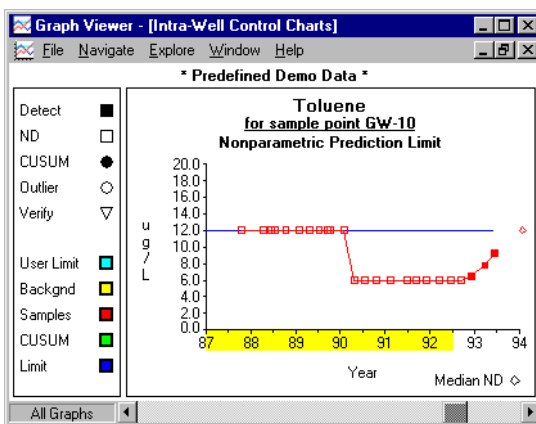 Graph Viewer - [Intra-Well Control Charts]
File Navigate Explore Window Help
* Predefined Demo Data *
Detect
ND
CUSUM
Outlier
Verify
User Limit
Backgnd
Samples
CUSUM
Limit
Toluene
for sample point GW-10
Nonparametric Prediction Limit
ug/L
20.0
18.0
16.0
14.0
12.0
10.0
8.0
6.0
4.0
2.0
0.0
87 88 89 90 91 92 93 94
Year
Median ND
All Graphs